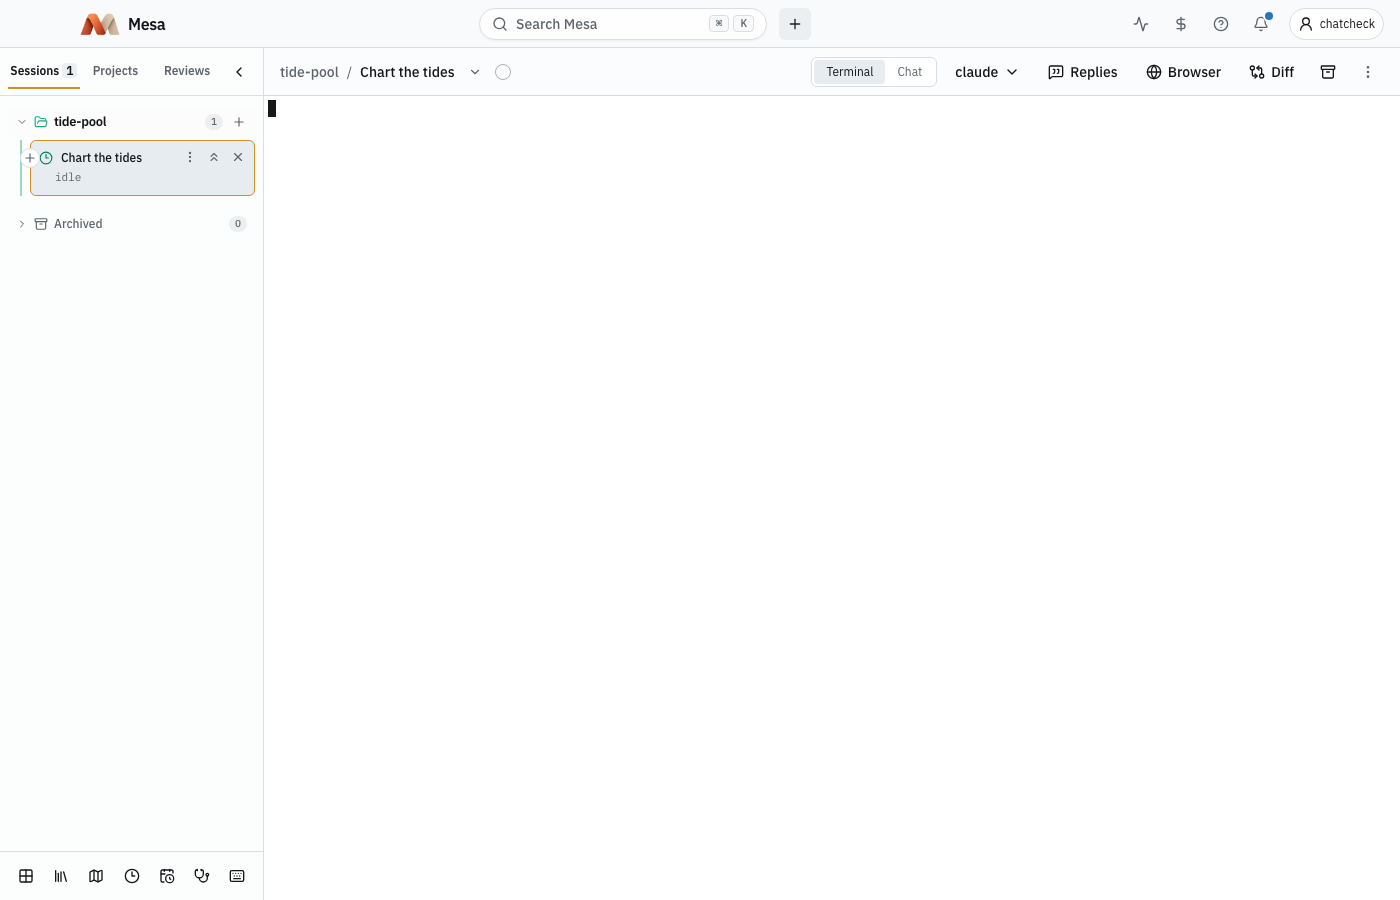 Mesa
Search Mesa
⌘ K
chatcheck
Sessions 1
Projects
Reviews
tide-pool / Chart the tides
Terminal
Chat
claude
Replies
Browser
Diff
tide-pool
1
Chart the tides
idle
Archived
0